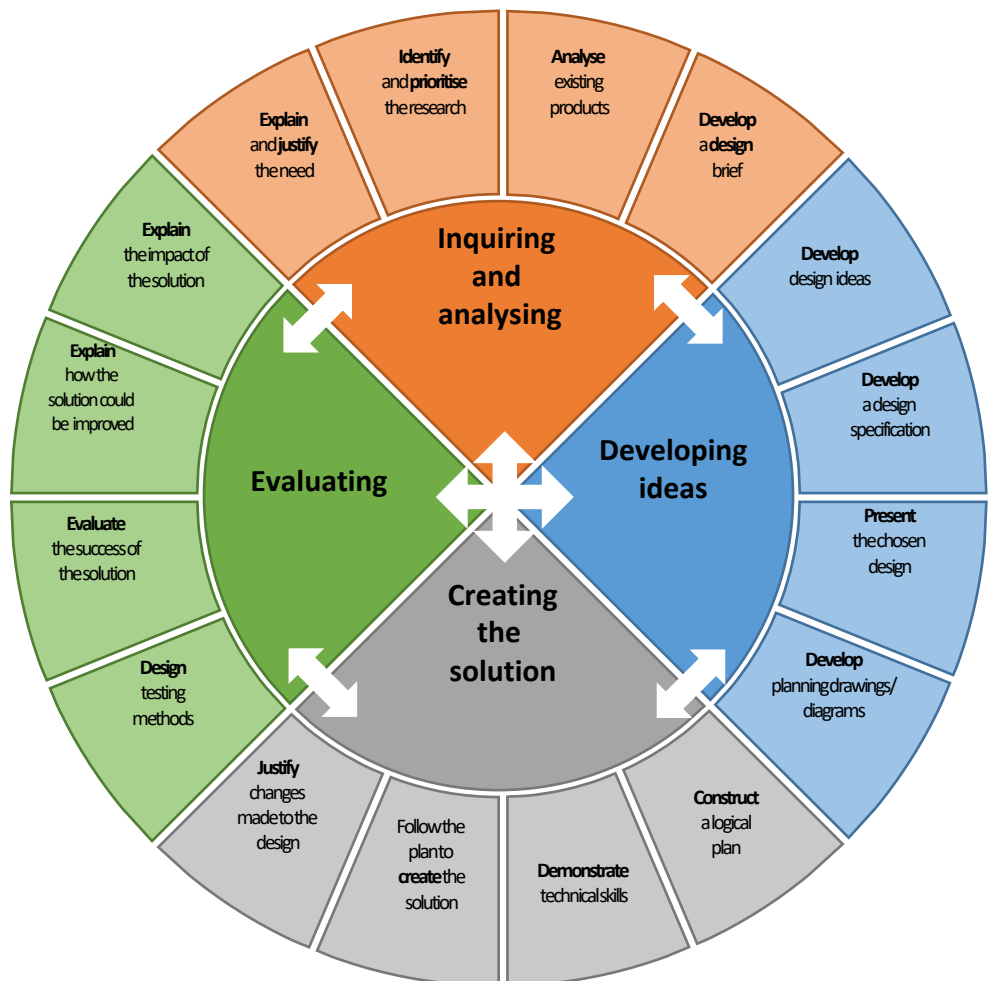 Inquiring
and
analysing
Explain
and justify
the need
Identify
and prioritise
the research
Analyse
existing
products
Develop
a design
brief
Developing
ideas
Develop
design ideas
Develop
a design
specification
Present
the chosen
design
Develop
planning drawings/
diagrams
Creating
the
solution
Construct
a logical
plan
Demonstrate
technical skills
Follow the
plan to
create the
solution
Justify
changes
made to the
design
Evaluating
Design
testing
methods
Evaluate
the success of
the solution
Explain
how the
solution could
be improved
Explain
the impact of
the solution